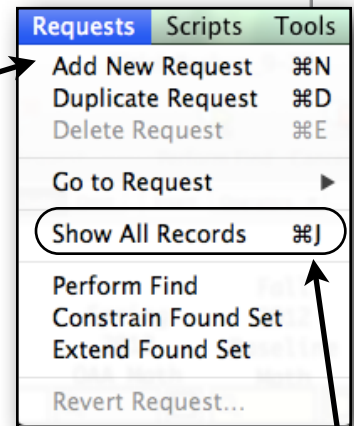 Requests Scripts Tools
Add New Request ⌘N
Duplicate Request ⌘D
Delete Request ⌘E
Go to Request ▶
Show All Records ⌘J
Perform Find
Constrain Found Set
Extend Found Set
Revert Request...